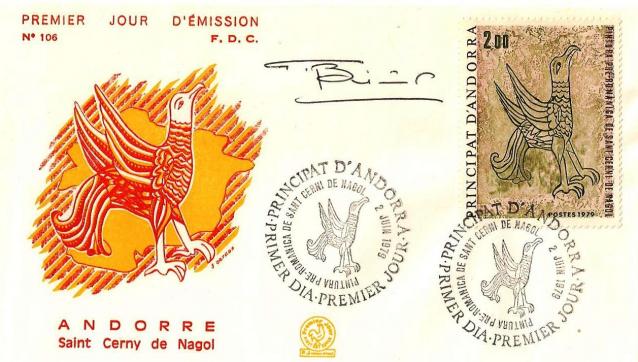 PREMIER JOUR D'ÉMISSION
Nº 106 F. D. C.
2,00
PRINCIPAT D'ANDORRA
PINTURA PREROMANICA DE SANT CERNI DE NAGOL
POSTES 1979
PRINCIPAT D'ANDORRA
PRIMER DIA·PREMIER JOUR
PINTURA PRE-ROMANICA DE SANT CERNI DE NAGOL
2 JUIN 1979
PRINCIPAT D'ANDORRA
PRIMER DIA·PREMIER JOUR
PINTURA PRE-ROMANICA DE SANT CERNI DE NAGOL
2 JUIN 1979
ANDORRE
Saint Cerny de Nagol